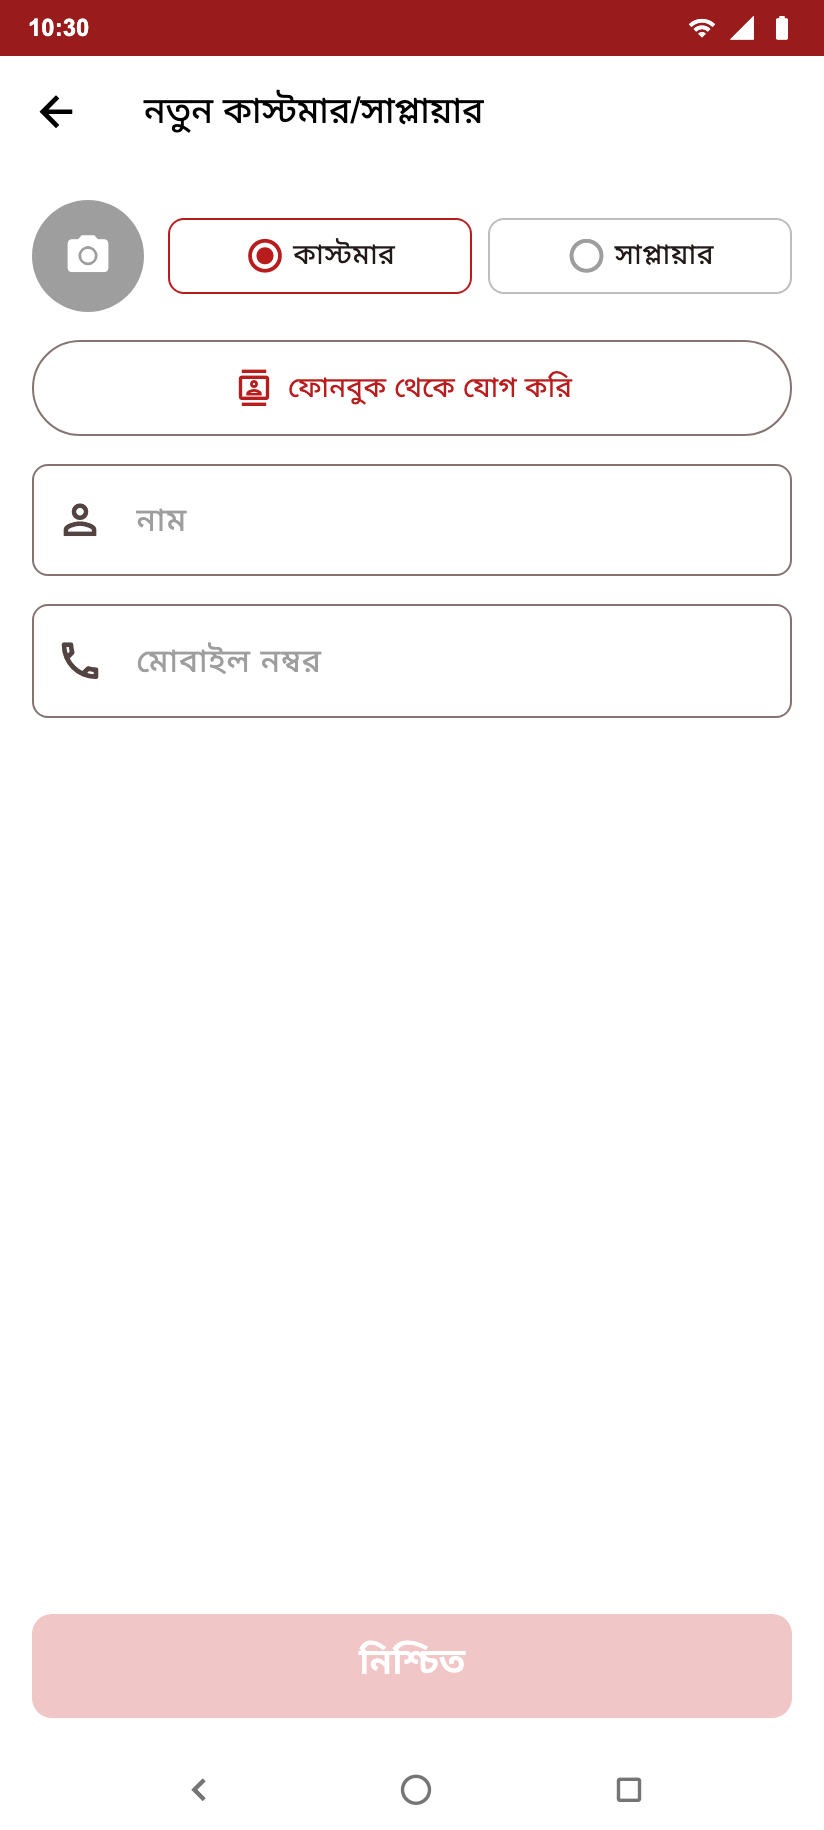 10:30
নতুন কাস্টমার/সাপ্লায়ার
কাস্টমার
সাপ্লায়ার
ফোনবুক থেকে যোগ করি
নাম
মোবাইল নম্বর
নিশ্চিত